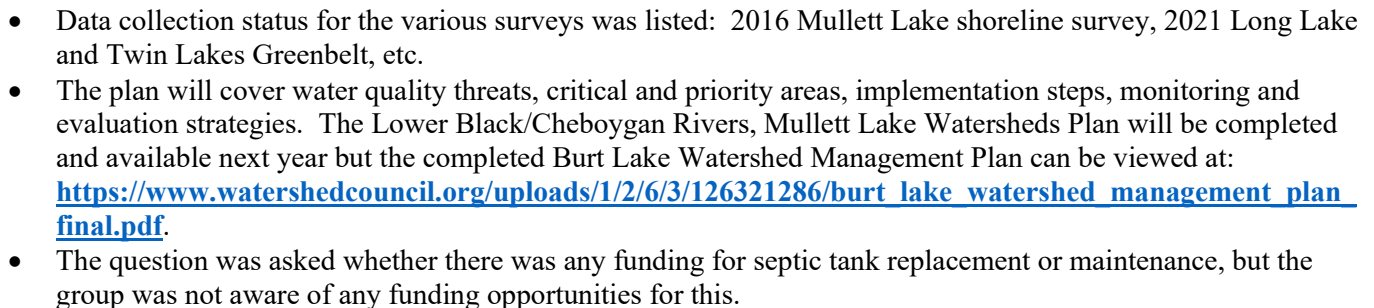 • Data collection status for the various surveys was listed:  2016 Mullett Lake shoreline survey, 2021 Long Lake
and Twin Lakes Greenbelt, etc.
• The plan will cover water quality threats, critical and priority areas, implementation steps, monitoring and
evaluation strategies.  The Lower Black/Cheboygan Rivers, Mullett Lake Watersheds Plan will be completed
and available next year but the completed Burt Lake Watershed Management Plan can be viewed at:
https://www.watershedcouncil.org/uploads/1/2/6/3/126321286/burt_lake_watershed_management_plan_
final.pdf.
• The question was asked whether there was any funding for septic tank replacement or maintenance, but the
group was not aware of any funding opportunities for this.